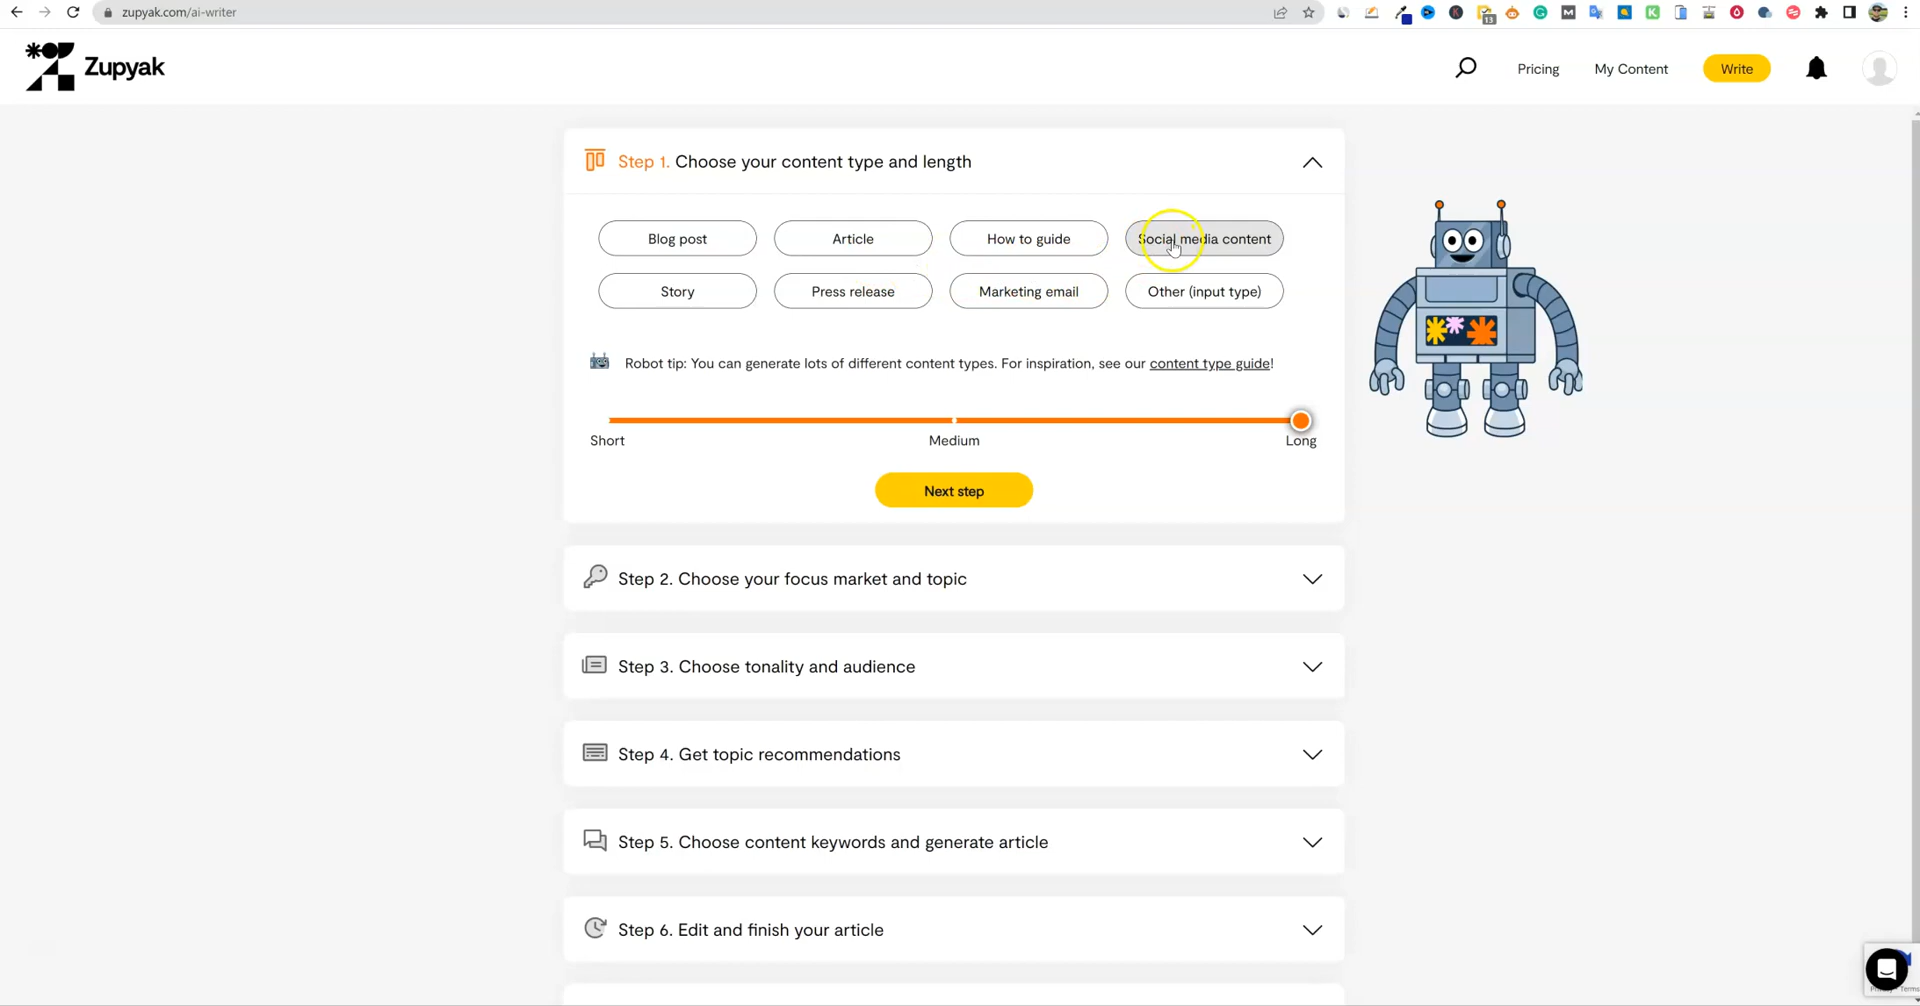 zupyak.com/ai-writer
13
Zupyak
Pricing
My Content
Write
Step 1. Choose your content type and length
Blog post
Article
How to guide
Social media content
Story
Press release
Marketing email
Other (input type)
Robot tip: You can generate lots of different content types. For inspiration, see our content type guide!
Short
Medium
Long
Next step
Step 2. Choose your focus market and topic
Step 3. Choose tonality and audience
Step 4. Get topic recommendations
Step 5. Choose content keywords and generate article
Step 6. Edit and finish your article